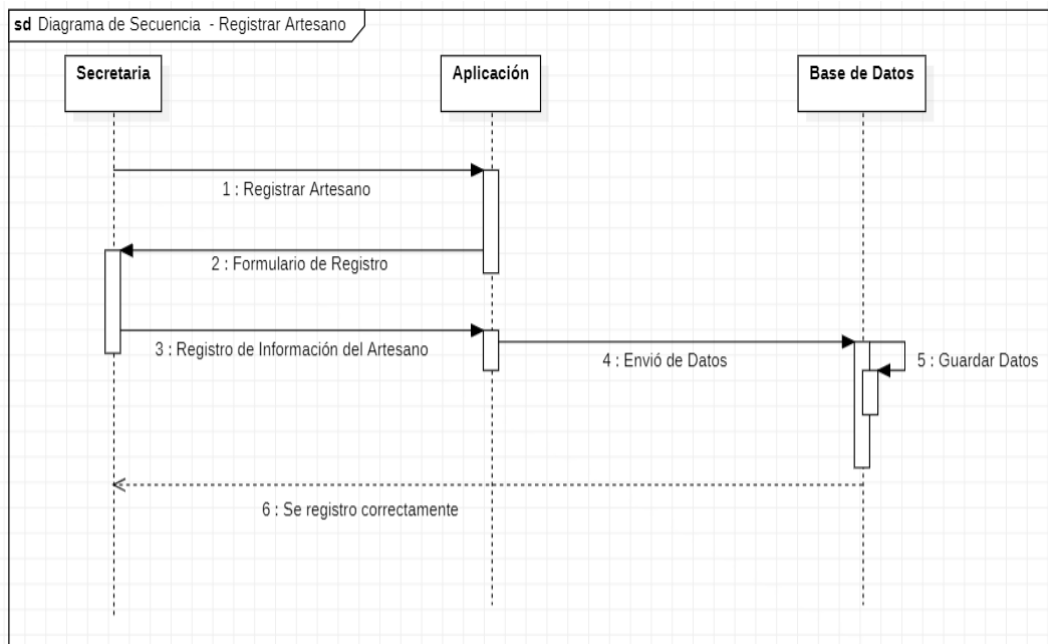 sd Diagrama de Secuencia - Registrar Artesano
Secretaria
Aplicación
Base de Datos
1 : Registrar Artesano
2 : Formulario de Registro
3 : Registro de Información del Artesano
4 : Envió de Datos
5 : Guardar Datos
6 : Se registro correctamente